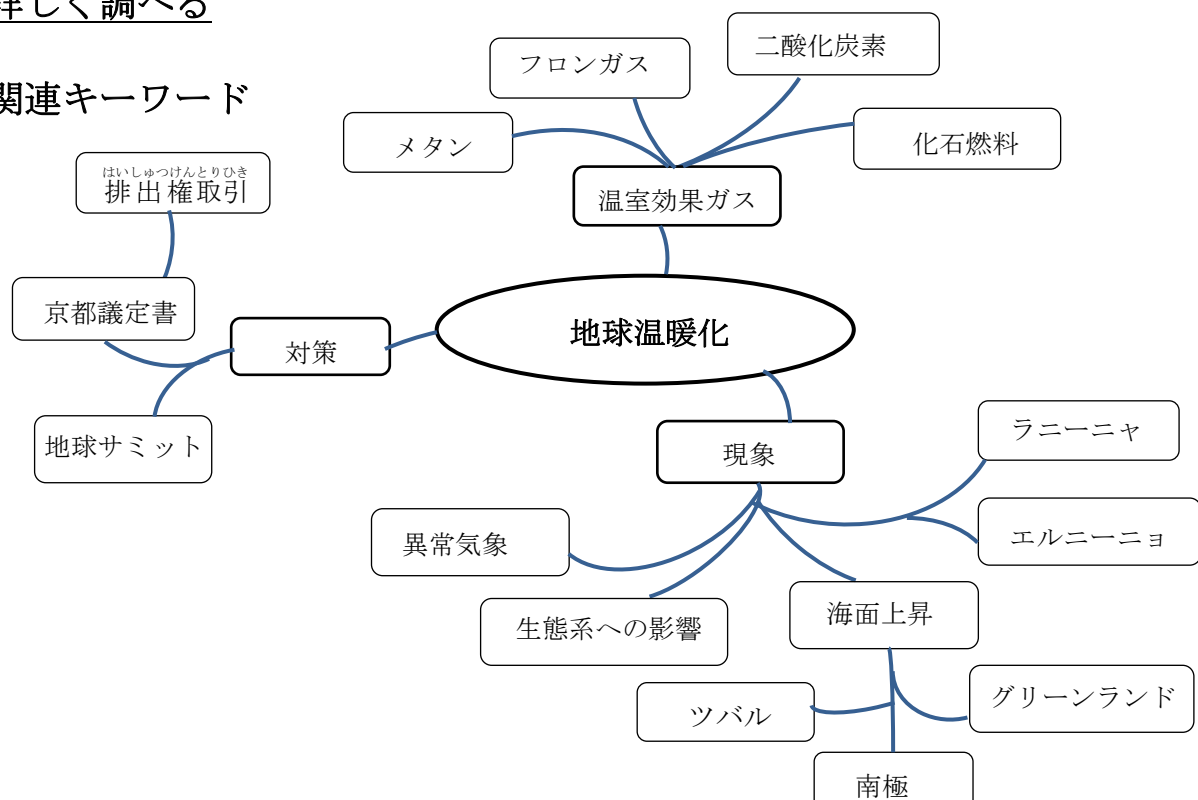 詳しく調べる
関連キーワード
二酸化炭素
フロンガス
メタン
化石燃料
はいしゅつけんとりひき
排出権取引
温室効果ガス
京都議定書
地球温暖化
対策
地球サミット
ラニーニャ
現象
エルニーニョ
異常気象
海面上昇
生態系への影響
グリーンランド
ツバル
南極